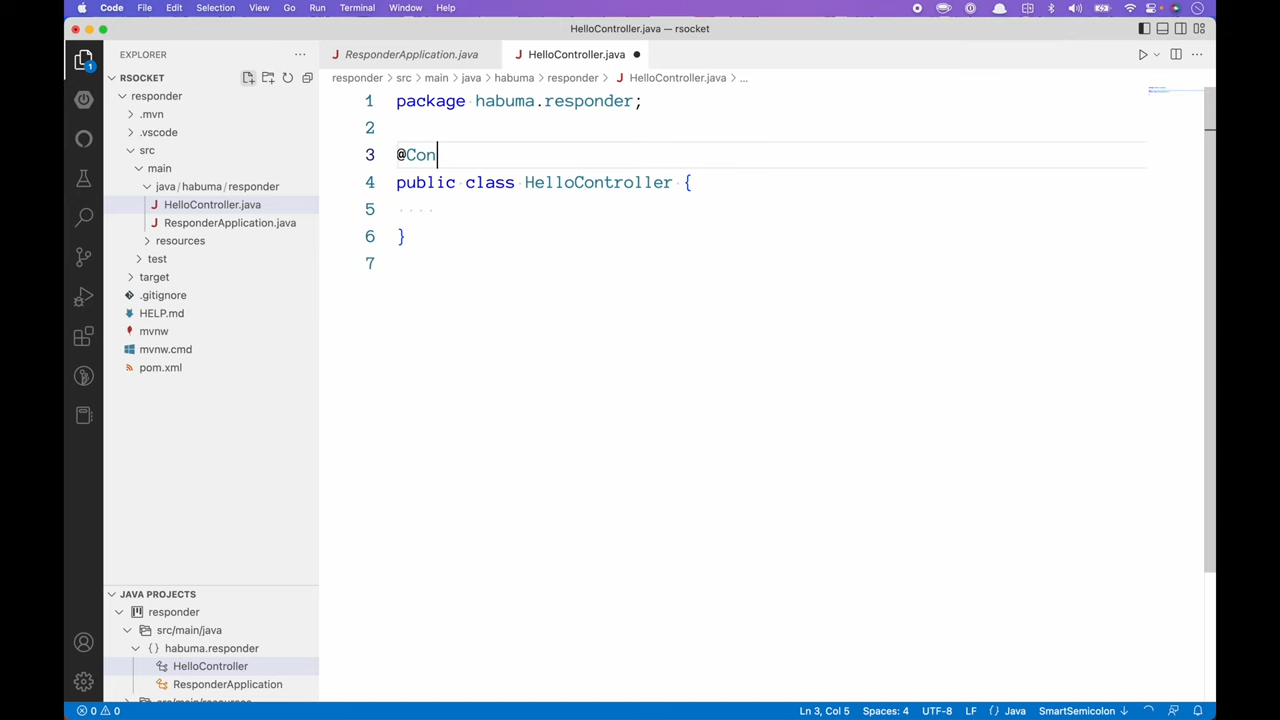 Code File Edit Selection View Go Run Terminal Window Help
HelloController.java — rsocket
EXPLORER
ResponderApplication.java
HelloController.java
RSOCKET
responder > src > main > java > habuma > responder > HelloController.java > ...
responder
.mvn
.vscode
src
main
java / habuma / responder
HelloController.java
ResponderApplication.java
resources
test
target
.gitignore
HELP.md
mvnw
mvnw.cmd
pom.xml
1 package habuma.responder;
2
3 @Con
4 public class HelloController {
5
6 }
7
JAVA PROJECTS
responder
src/main/java
{} habuma.responder
HelloController
ResponderApplication
1
0 0
Ln 3, Col 5 Spaces: 4 UTF-8 LF {} Java SmartSemicolon ↓